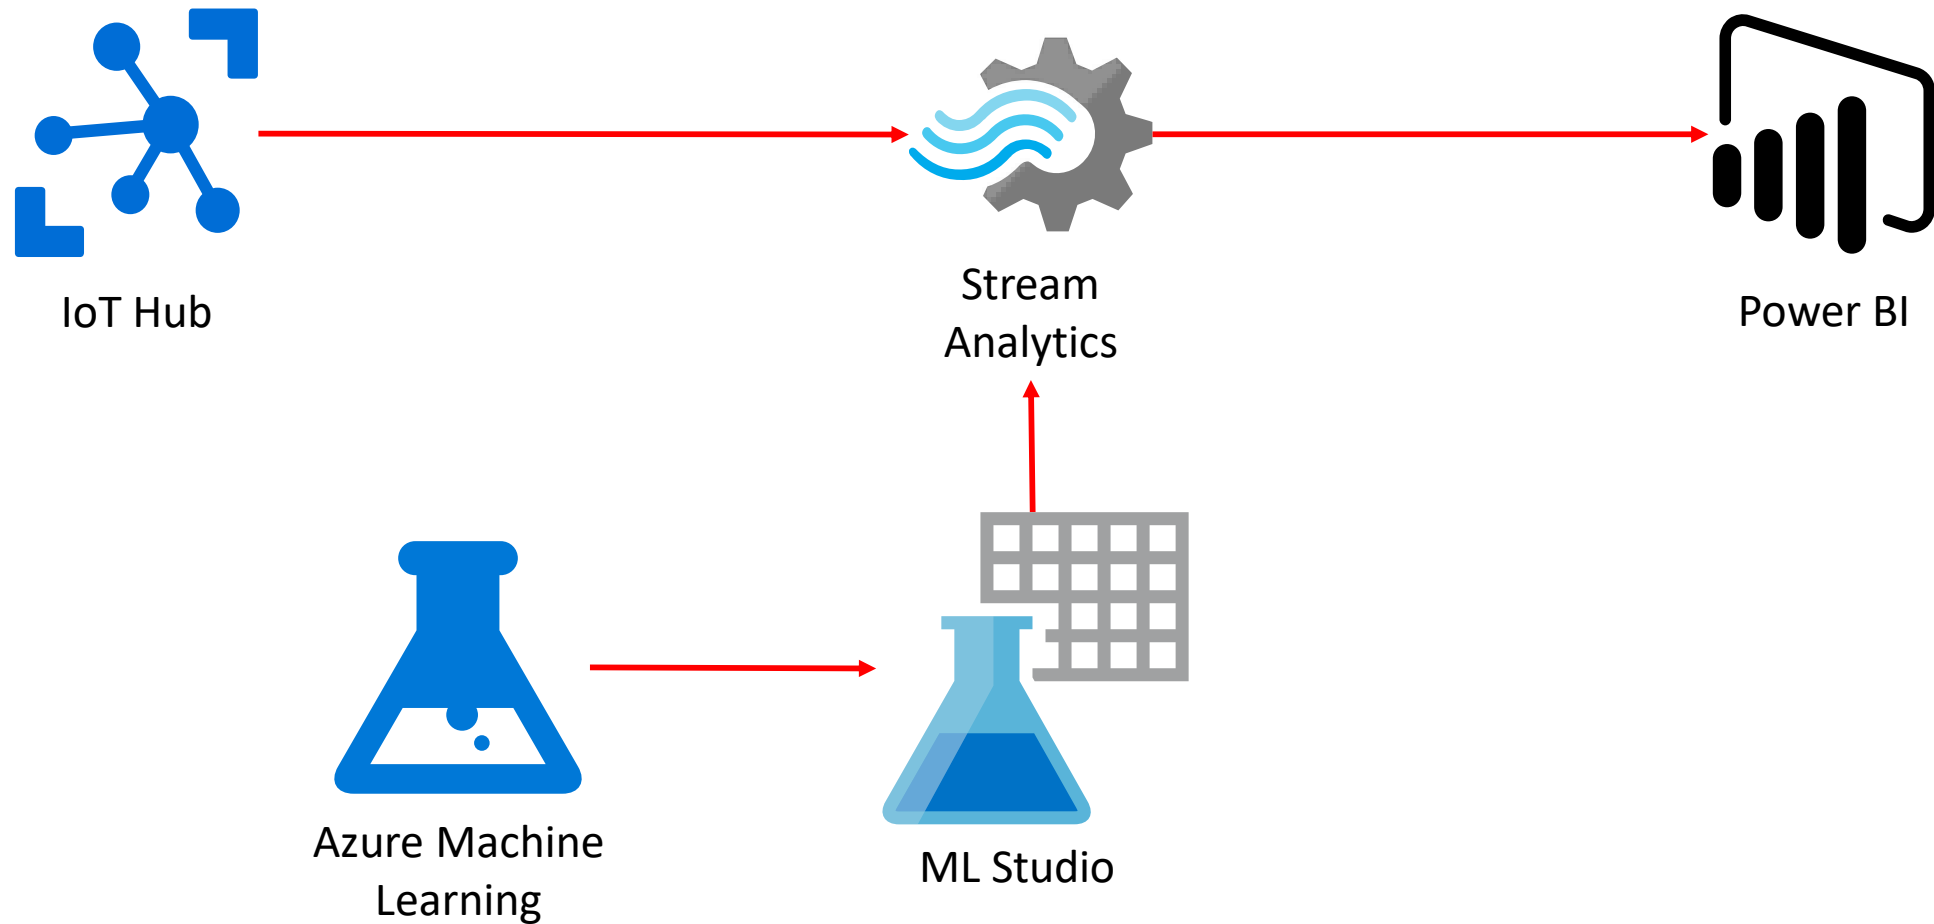 IoT Hub
Stream
Analytics
Power BI
Azure Machine
Learning
ML Studio